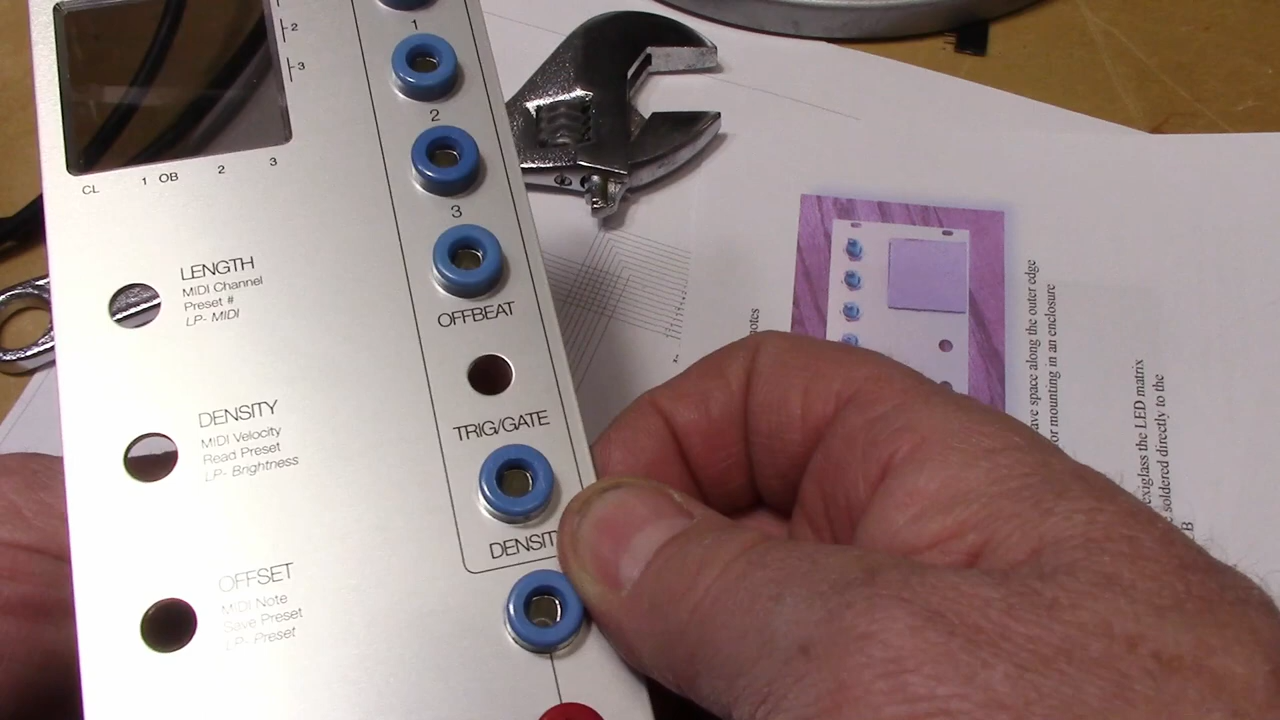 2
3
CL 1 OB 2 3
LENGTH
MIDI Channel
Preset #
LP- MIDI
DENSITY
MIDI Velocity
Read Preset
LP- Brightness
OFFSET
MIDI Note
Save Preset
LP- Preset
1
2
3
OFFBEAT
TRIG/GATE
DENSIT
notes
ave space along the outer edge
or mounting in an enclosure
exiglass the LED matrix
soldered directly to the
B